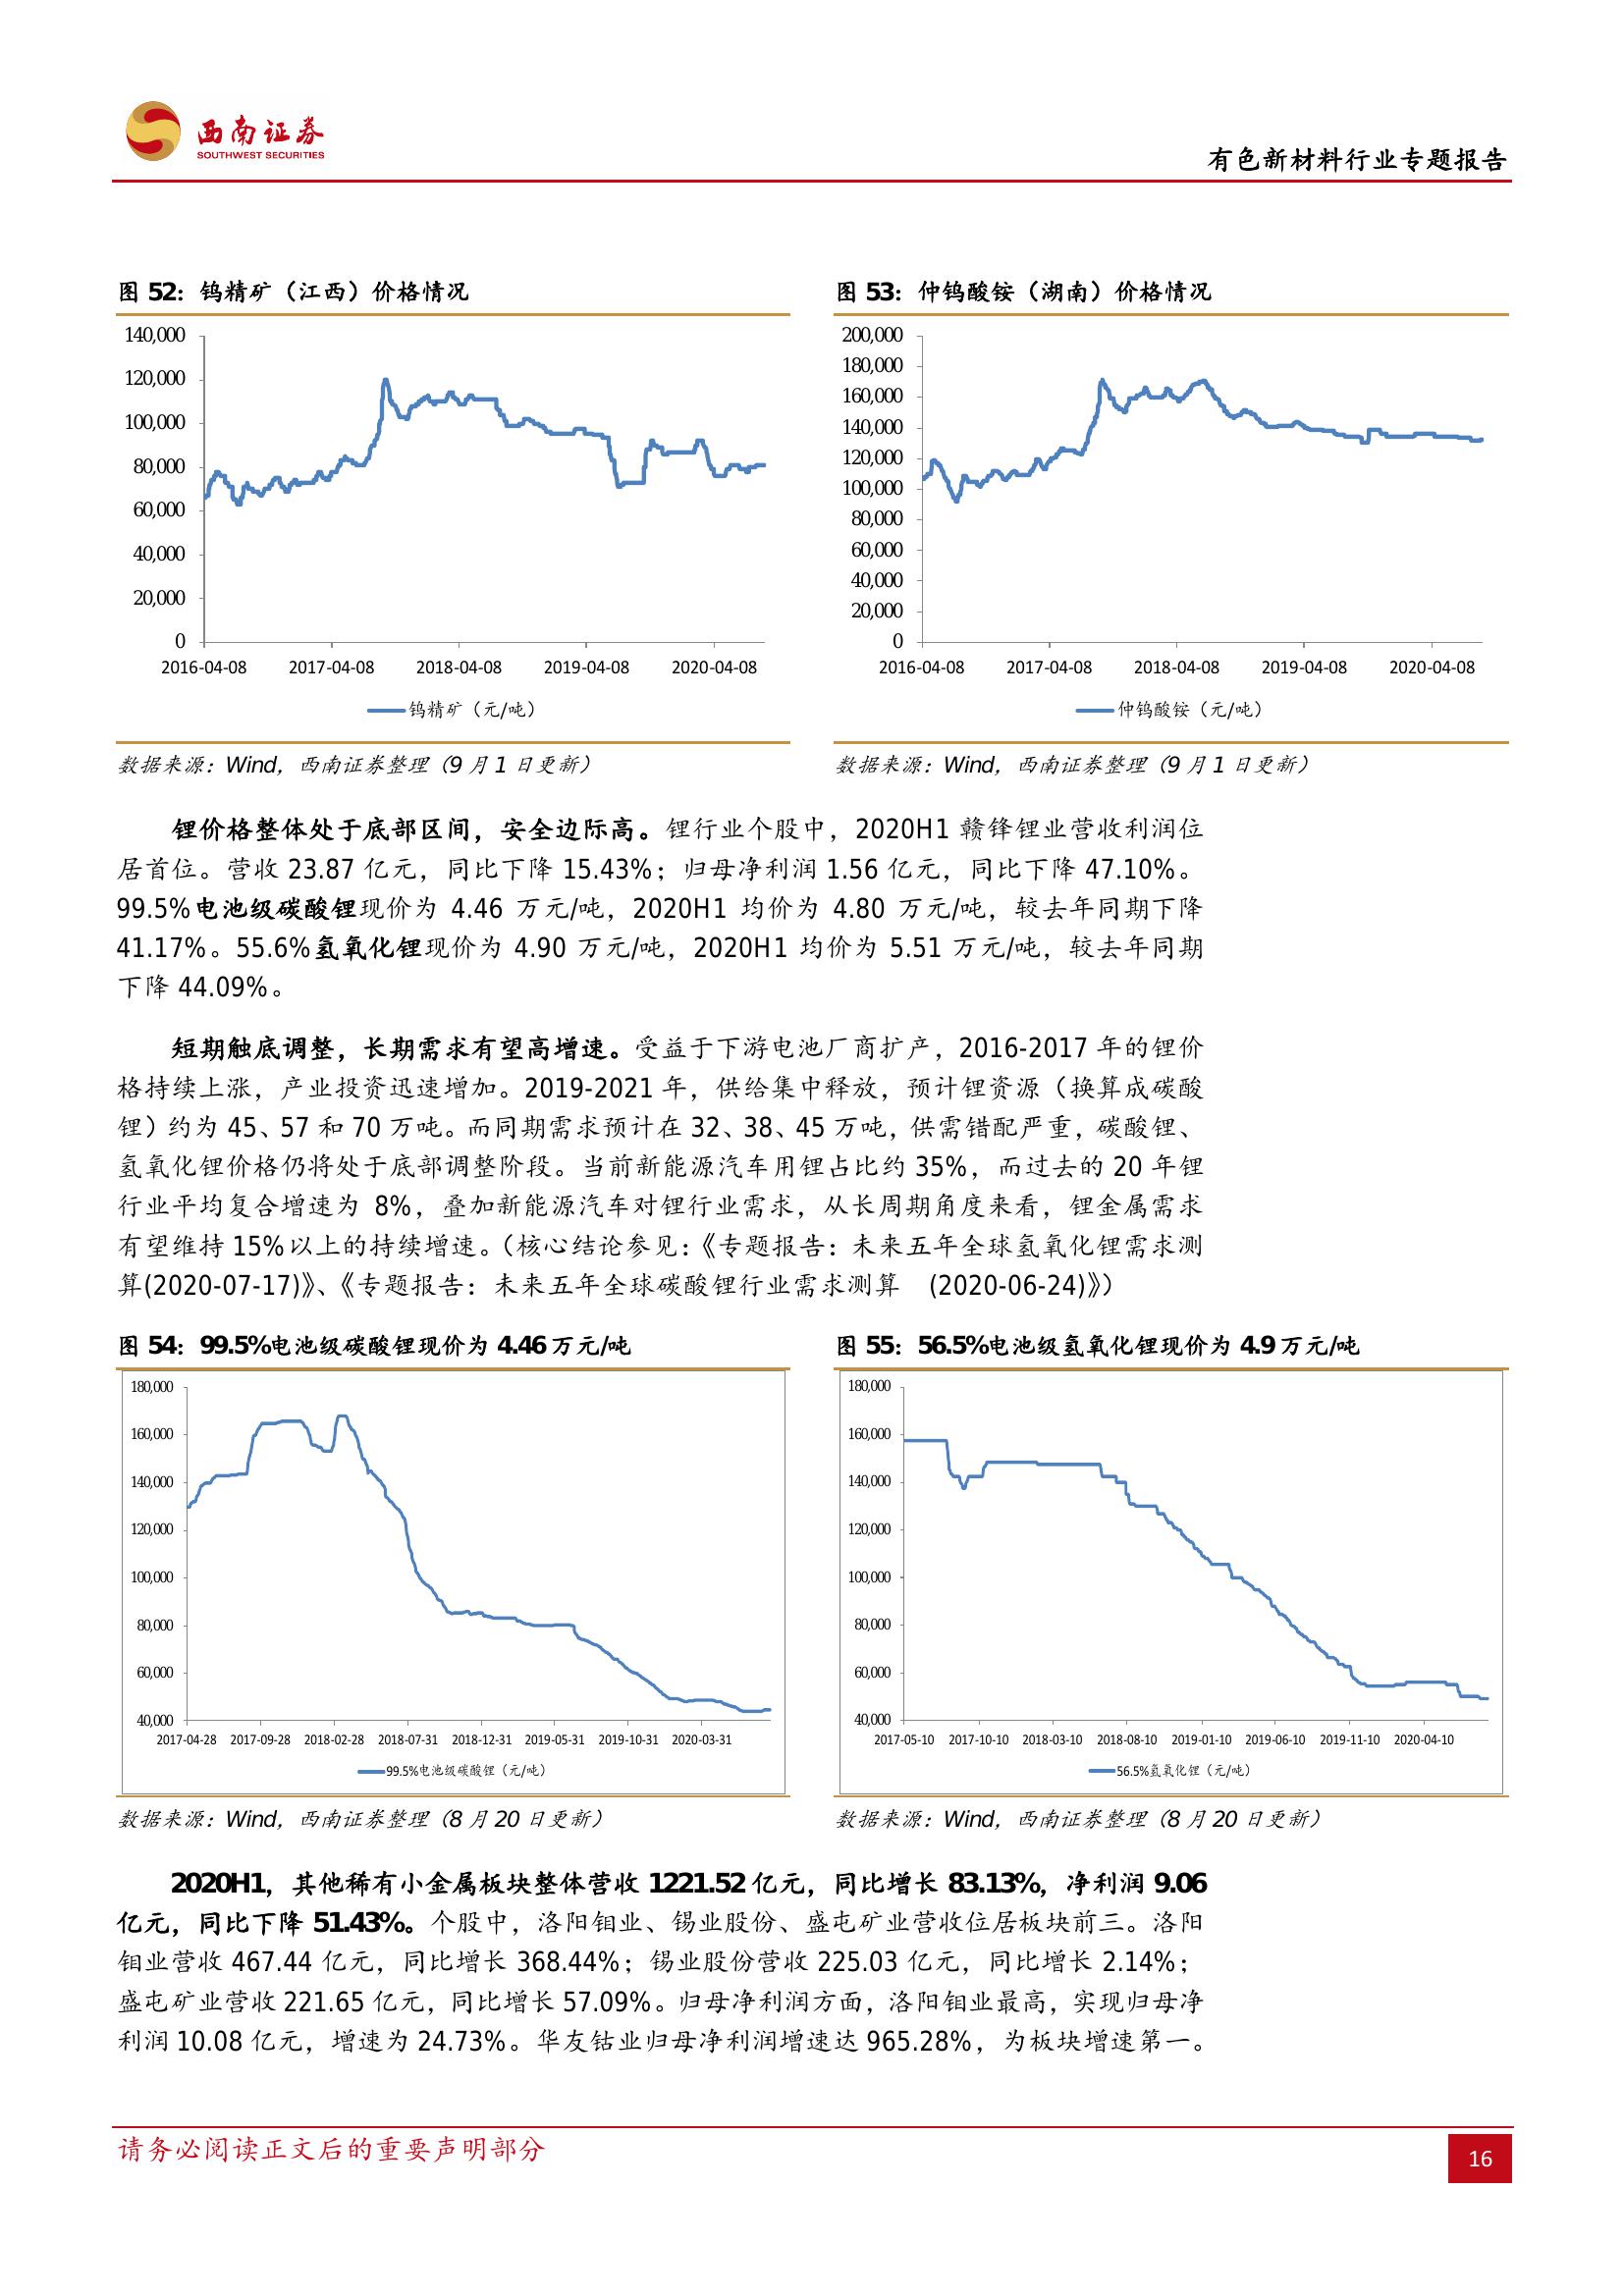 西南证券
SOUTHWEST SECURITIES
有色新材料行业专题报告
图 52：钨精矿（江西）价格情况
140,000
120,000
100,000
80,000
60,000
40,000
20,000
0
2016-04-08 2017-04-08 2018-04-08 2019-04-08 2020-04-08
钨精矿（元/吨）
数据来源：Wind，西南证券整理（9 月 1 日更新）
图 53：仲钨酸铵（湖南）价格情况
200,000
180,000
160,000
140,000
120,000
100,000
80,000
60,000
40,000
20,000
0
2016-04-08 2017-04-08 2018-04-08 2019-04-08 2020-04-08
仲钨酸铵（元/吨）
数据来源：Wind，西南证券整理（9 月 1 日更新）
锂价格整体处于底部区间，安全边际高。锂行业个股中，2020H1 赣锋锂业营收利润位
居首位。营收 23.87 亿元，同比下降 15.43%；归母净利润 1.56 亿元，同比下降 47.10%。
99.5%电池级碳酸锂现价为 4.46 万元/吨，2020H1 均价为 4.80 万元/吨，较去年同期下降
41.17%。55.6%氢氧化锂现价为 4.90 万元/吨，2020H1 均价为 5.51 万元/吨，较去年同期
下降 44.09%。
短期触底调整，长期需求有望高增速。受益于下游电池厂商扩产，2016-2017 年的锂价
格持续上涨，产业投资迅速增加。2019-2021 年，供给集中释放，预计锂资源（换算成碳酸
锂）约为 45、57 和 70 万吨。而同期需求预计在 32、38、45 万吨，供需错配严重，碳酸锂、
氢氧化锂价格仍将处于底部调整阶段。当前新能源汽车用锂占比约 35%，而过去的 20 年锂
行业平均复合增速为 8%，叠加新能源汽车对锂行业需求，从长周期角度来看，锂金属需求
有望维持 15%以上的持续增速。（核心结论参见：《专题报告：未来五年全球氢氧化锂需求测
算(2020-07-17)》、《专题报告：未来五年全球碳酸锂行业需求测算 (2020-06-24)》）
图 54：99.5%电池级碳酸锂现价为 4.46 万元/吨
180,000
160,000
140,000
120,000
100,000
80,000
60,000
40,000
2017-04-28 2017-09-28 2018-02-28 2018-07-31 2018-12-31 2019-05-31 2019-10-31 2020-03-31
99.5%电池级碳酸锂（元/吨）
数据来源：Wind，西南证券整理（8 月 20 日更新）
图 55：56.5%电池级氢氧化锂现价为 4.9 万元/吨
180,000
160,000
140,000
120,000
100,000
80,000
60,000
40,000
2017-05-10 2017-10-10 2018-03-10 2018-08-10 2019-01-10 2019-06-10 2019-11-10 2020-04-10
56.5%氢氧化锂（元/吨）
数据来源：Wind，西南证券整理（8 月 20 日更新）
2020H1，其他稀有小金属板块整体营收 1221.52 亿元，同比增长 83.13%，净利润 9.06
亿元，同比下降 51.43%。个股中，洛阳钼业、锡业股份、盛屯矿业营收位居板块前三。洛阳
钼业营收 467.44 亿元，同比增长 368.44%；锡业股份营收 225.03 亿元，同比增长 2.14%；
盛屯矿业营收 221.65 亿元，同比增长 57.09%。归母净利润方面，洛阳钼业最高，实现归母净
利润 10.08 亿元，增速为 24.73%。华友钴业归母净利润增速达 965.28%，为板块增速第一。
请务必阅读正文后的重要声明部分
16